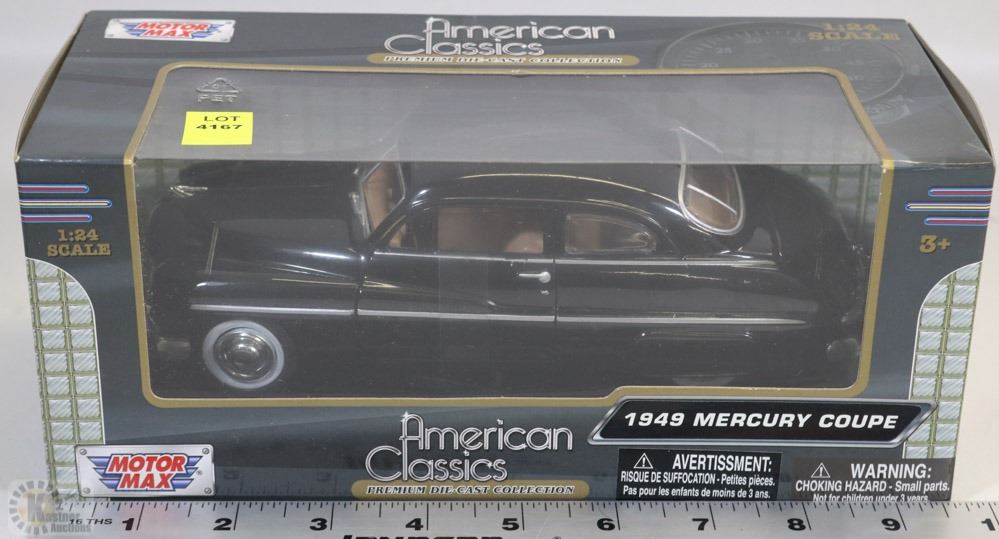 MOTOR
MAX
American
Classics
PREMIUM DIE-CAST COLLECTION
1:24
SCALE
PET
LOT
4167
1:24
SCALE
3+
1949 MERCURY COUPE
American
Classics
PREMIUM DIE-CAST COLLECTION
MOTOR
MAX
AVERTISSMENT:
RISQUE DE SUFFOCATION - Petites pièces.
Pas pour les enfants de moins de 3 ans.
WARNING:
CHOKING HAZARD - Small parts.
Not for children under 3 years.
Kastner
Auctions
16 THS 1 2 3 4 5 6 7 8 9